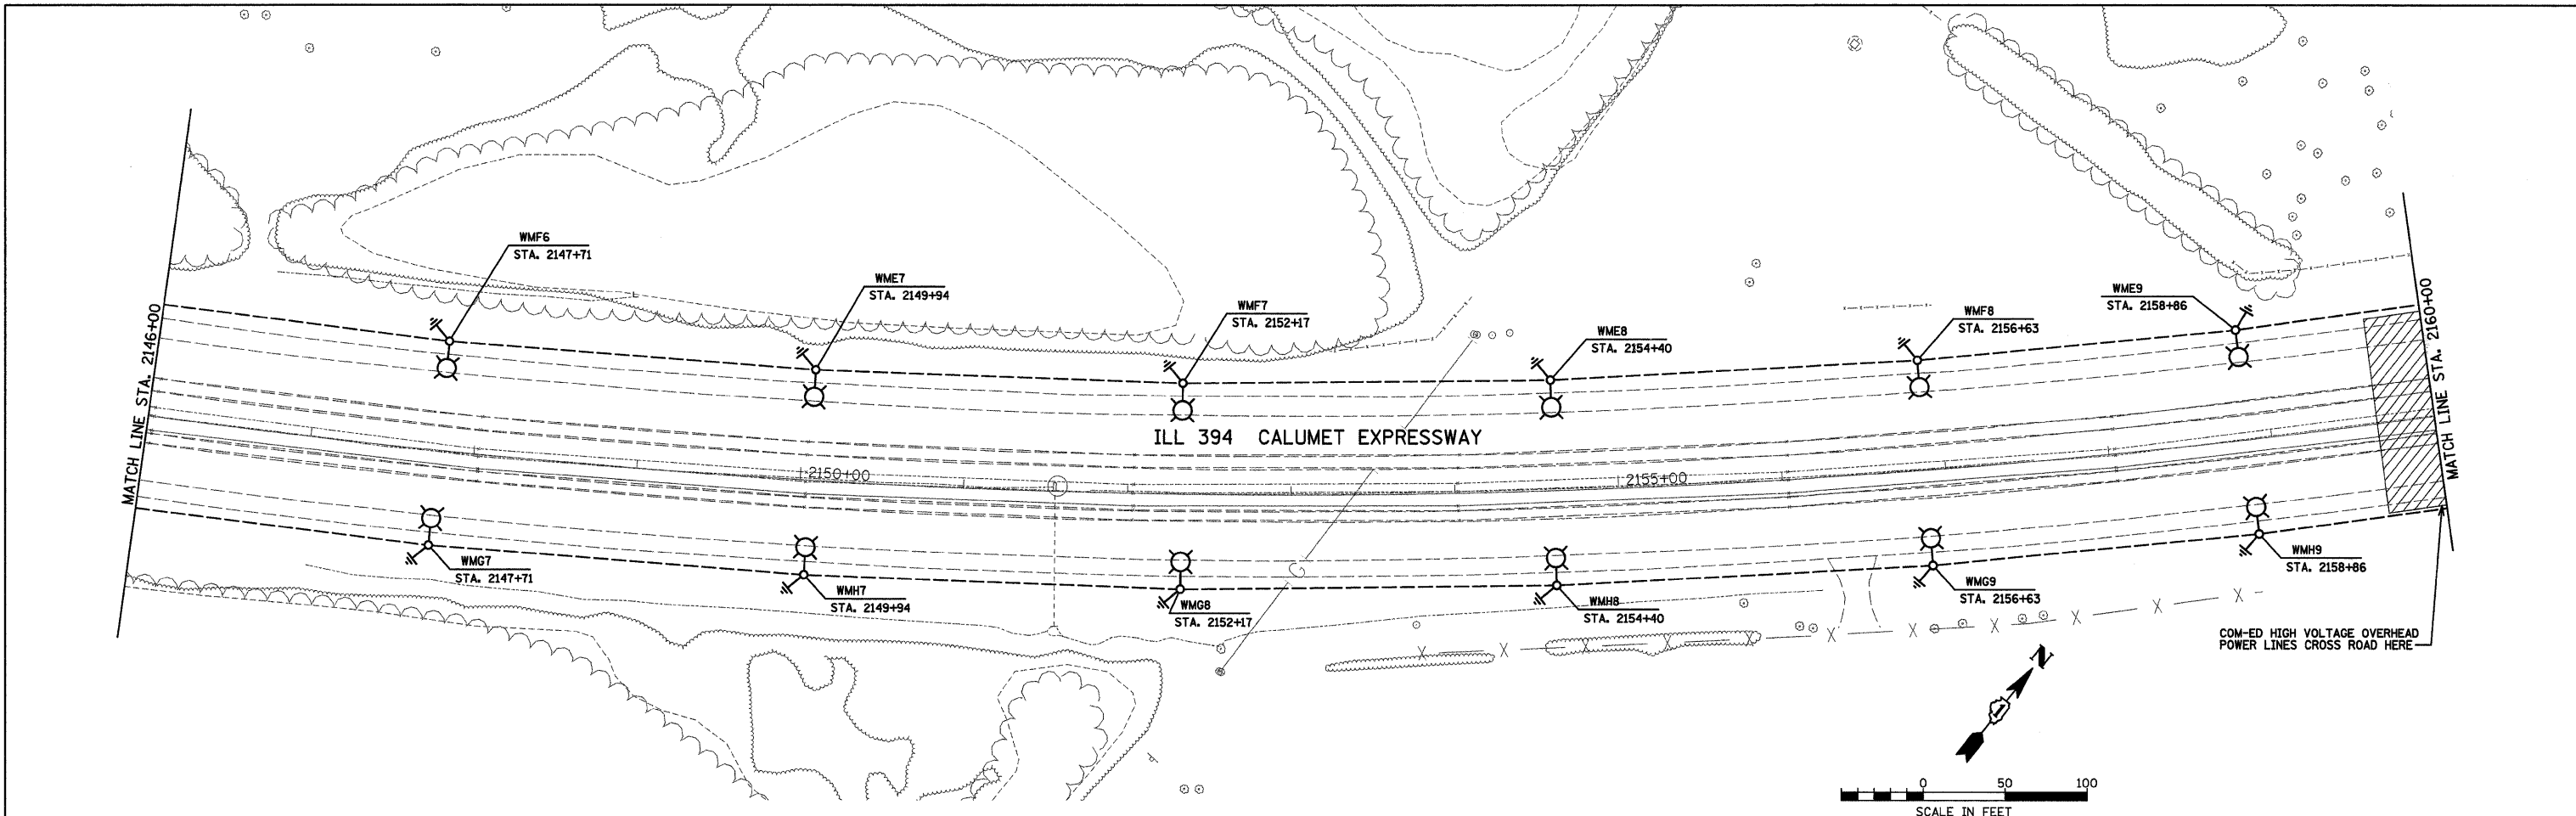 WMF6
STA. 2147+71
WME7
STA. 2149+94
WMF7
STA. 2152+17
WME8
STA. 2154+40
WMF8
STA. 2156+63
WME9
STA. 2158+86
MATCH LINE STA. 2146+00
MATCH LINE STA. 2160+00
ILL 394 CALUMET EXPRESSWAY
2150+00
2155+00
G
WMG7
STA. 2147+71
WMH7
STA. 2149+94
WMG8
STA. 2152+17
WMH8
STA. 2154+40
WMG9
STA. 2156+63
WMH9
STA. 2158+86
X X X X X X X X X X X
COM-ED HIGH VOLTAGE OVERHEAD
POWER LINES CROSS ROAD HERE
N
0 50 100
SCALE IN FEET